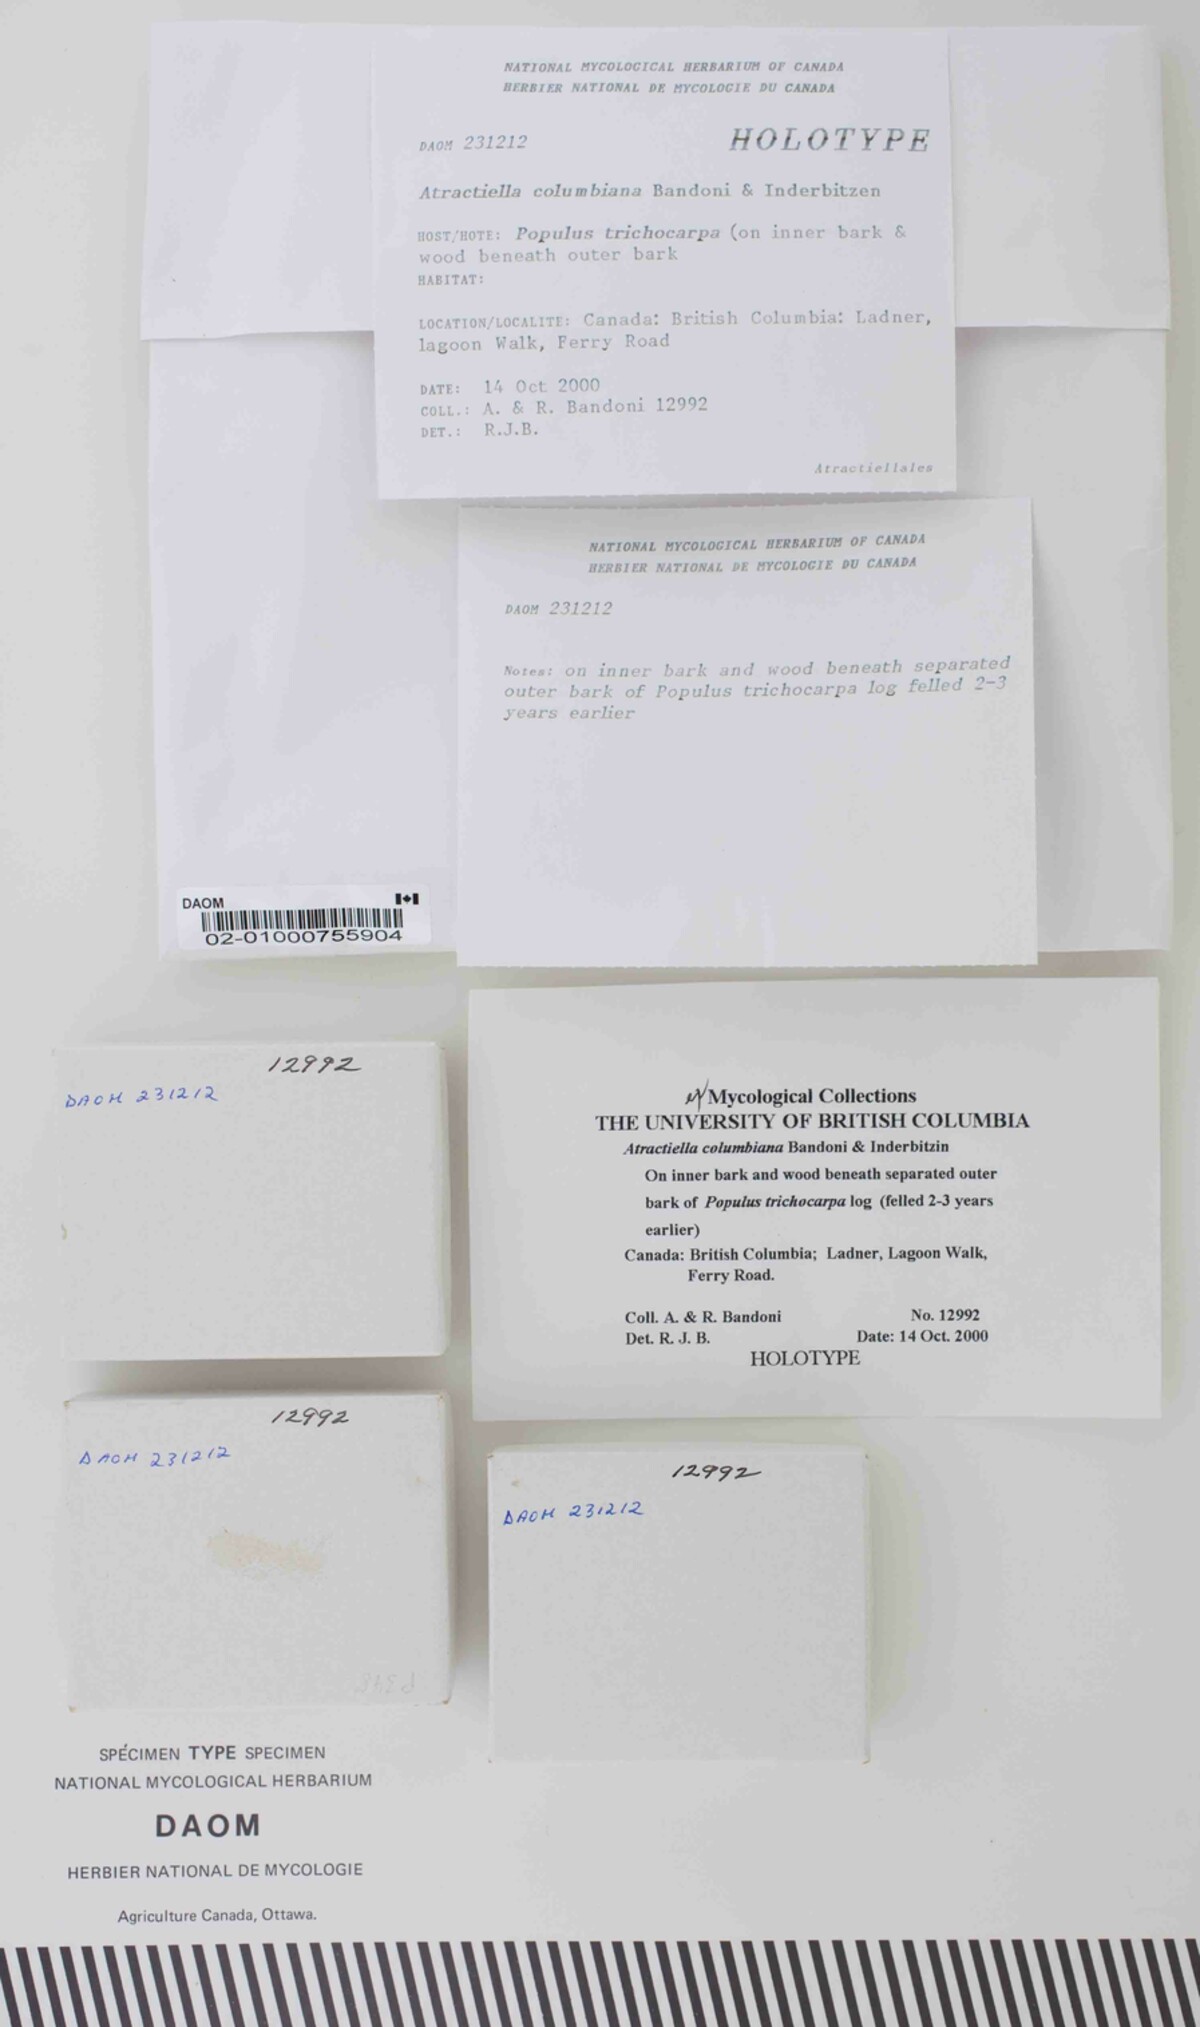 NATIONAL MYCOLOGICAL HERBARIUM OF CANADA
HERBIER NATIONAL DE MYCOLOGIE DU CANADA
DAOM 231212 HOLOTYPE
Atractiella columbiana Bandoni & Inderbitzen
HOST/HOTE: Populus trichocarpa (on inner bark &
wood beneath outer bark
HABITAT:
LOCATION/LOCALITE: Canada: British Columbia: Ladner,
lagoon Walk, Ferry Road
DATE: 14 Oct 2000
COLL.: A. & R. Bandoni 12992
DET.: R.J.B.
Atractiellales
NATIONAL MYCOLOGICAL HERBARIUM OF CANADA
HERBIER NATIONAL DE MYCOLOGIE DU CANADA
DAOM 231212
Notes: on inner bark and wood beneath separated
outer bark of Populus trichocarpa log felled 2-3
years earlier
DAOM
02-01000755904
12992
DAOM 231212
Mycological Collections
THE UNIVERSITY OF BRITISH COLUMBIA
Atractiella columbiana Bandoni & Inderbitzin
On inner bark and wood beneath separated outer
bark of Populus trichocarpa log (felled 2-3 years
earlier)
Canada: British Columbia; Ladner, Lagoon Walk,
Ferry Road.
Coll. A. & R. Bandoni No. 12992
Det. R. J. B. Date: 14 Oct. 2000
HOLOTYPE
12992
DAOM 231212
12992
DAOM 231212
SPÉCIMEN TYPE SPECIMEN
NATIONAL MYCOLOGICAL HERBARIUM
DAOM
HERBIER NATIONAL DE MYCOLOGIE
Agriculture Canada, Ottawa.